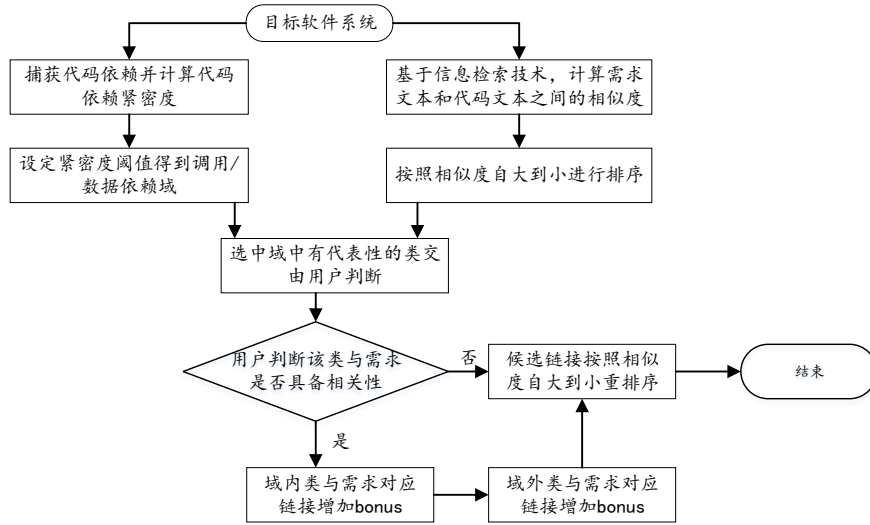 目标软件系统
捕获代码依赖并计算代码
依赖紧密度
基于信息检索技术，计算需求
文本和代码文本之间的相似度
设定紧密度阈值得到调用/
数据依赖域
按照相似度自大到小进行排序
选中域中有代表性的类交
由用户判断
用户判断该类与需求
是否具备相关性
否
候选链接按照相似
度自大到小重排序
结束
是
域内类与需求对应
链接增加bonus
域外类与需求对应
链接增加bonus